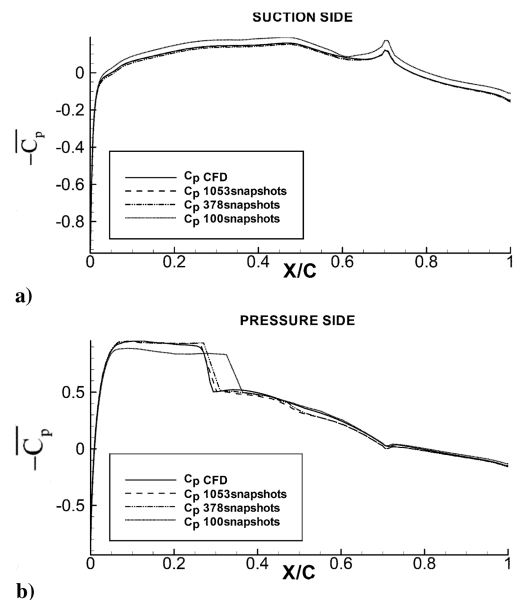 SUCTION SIDE
0
-0.2
-0.4
-0.6
-0.8
-Cp
Cp CFD
Cp 1053snapshots
Cp 378snapshots
Cp 100snapshots
0 0.2 0.4 0.6 0.8 1
X/C
a)
PRESSURE SIDE
0.5
0
-0.5
-Cp
Cp CFD
Cp 1053snapshots
Cp 378snapshots
Cp 100snapshots
0 0.2 0.4 0.6 0.8 1
X/C
b)